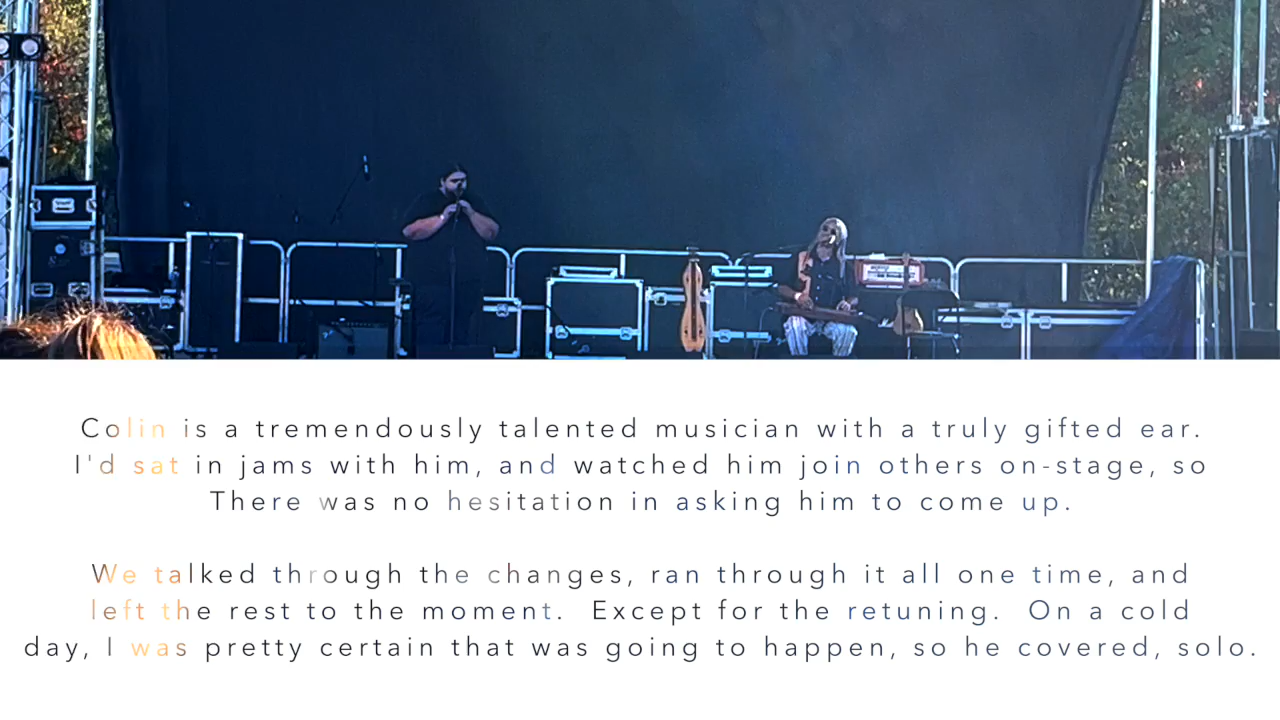 Colin is a tremendously talented musician with a truly gifted ear.
I'd sat in jams with him, and watched him join others on-stage, so
There was no hesitation in asking him to come up.
We talked through the changes, ran through it all one time, and
left the rest to the moment.  Except for the retuning.  On a cold
day, I was pretty certain that was going to happen, so he covered, solo.